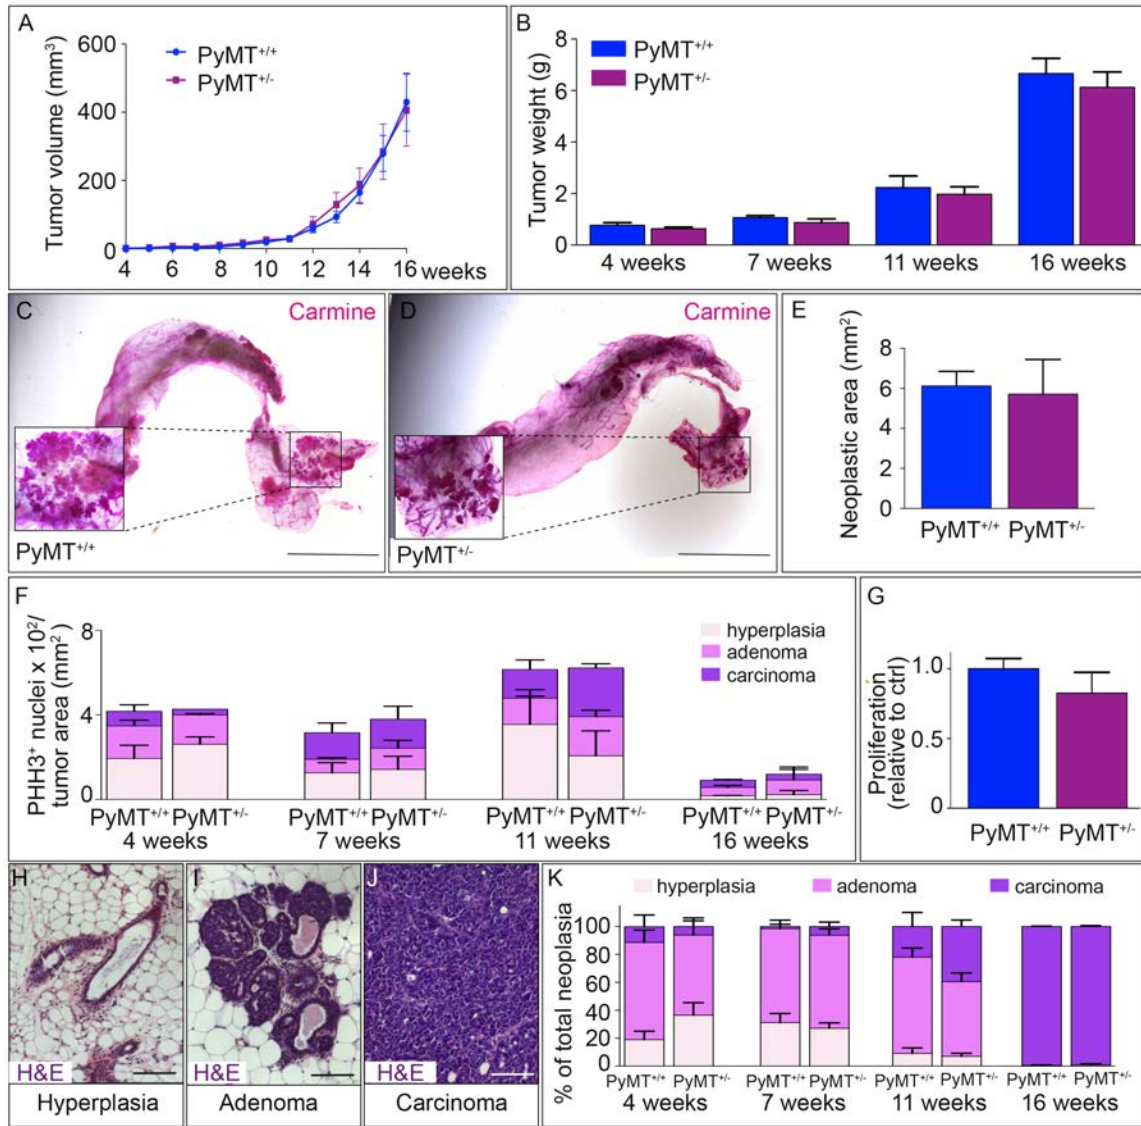 A
Tumor volume (mm³)
600
400
200
0
PyMT⁺/⁺
PyMT⁺/⁻
4 6 8 10 12 14 16 weeks
B
Tumor weight (g)
8
6
4
2
0
PyMT⁺/⁺
PyMT⁺/⁻
4 weeks 7 weeks 11 weeks 16 weeks
C
Carmine
PyMT⁺/⁺
D
Carmine
PyMT⁺/⁻
E
Neoplastic area (mm²)
8
6
4
2
0
PyMT⁺/⁺ PyMT⁺/⁻
F
PHH3⁺ nuclei x 10²/
tumor area (mm²)
8
4
0
hyperplasia
adenoma
carcinoma
PyMT⁺/⁺ PyMT⁺/⁻ PyMT⁺/⁺ PyMT⁺/⁻ PyMT⁺/⁺ PyMT⁺/⁻ PyMT⁺/⁺ PyMT⁺/⁻
4 weeks 7 weeks 11 weeks 16 weeks
G
Proliferation
(relative to ctrl)
1.0
0.5
0
PyMT⁺/⁺ PyMT⁺/⁻
H
H&E
Hyperplasia
I
H&E
Adenoma
J
H&E
Carcinoma
K
hyperplasia adenoma carcinoma
% of total neoplasia
100
80
60
40
20
0
PyMT⁺/⁺ PyMT⁺/⁻ PyMT⁺/⁺ PyMT⁺/⁻ PyMT⁺/⁺ PyMT⁺/⁻ PyMT⁺/⁺ PyMT⁺/⁻
4 weeks 7 weeks 11 weeks 16 weeks